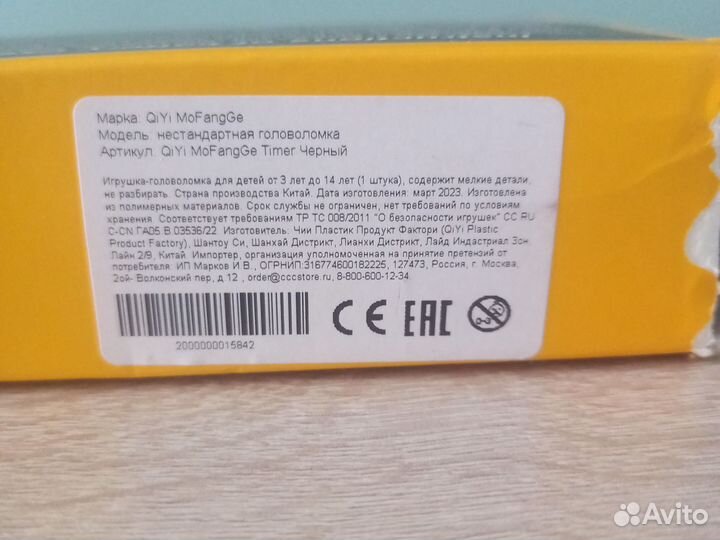 Марка: QiYi MoFangGe
Модель: нестандартная головоломка
Артикул: QiYi MoFangGe Timer Черный
Игрушка-головоломка для детей от 3 лет до 14 лет (1 штука), содержит мелкие детали,
не разбирать. Страна производства Китай. Дата изготовления: март 2023. Изготовлена
из полимерных материалов. Срок службы не ограничен, нет требований по условиям
хранения. Соответствует требованиям ТР ТС 008/2011 "О безопасности игрушек" ЕАС RU
С-CN.ГА05.В.03536/22. Изготовитель: Чии Пластик Продукт Фактори (QiYi Plastic
Product Factory), Шантоу Си, Шанхай Дистрикт, Лианхи Дистрикт, Лайд Индастриал Зон,
Лайн 2/9, Китай. Импортер, организация уполномоченная на принятие претензий от
потребителя: ИП Марков И.В., ОГРНИП:316774600182225, 127473, Россия, г. Москва,
2ой- Волконский пер, д.12 , order@cccstore.ru, 8-800-600-12-34
2000000015842
CE EAC
0-3
Avito